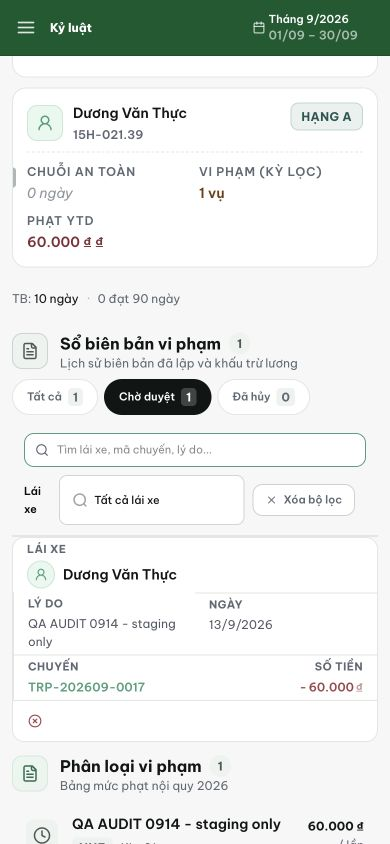 Kỷ luật
Tháng 9/2026
01/09 – 30/09
Dương Văn Thực
15H-021.39
HẠNG A
CHUỖI AN TOÀN
0 ngày
VI PHẠM (KỲ LỌC)
1 vụ
PHẠT YTD
60.000 ₫ ₫
TB: 10 ngày · 0 đạt 90 ngày
Sổ biên bản vi phạm 1
Lịch sử biên bản đã lập và khấu trừ lương
Tất cả 1
Chờ duyệt 1
Đã hủy 0
Tìm lái xe, mã chuyến, lý do...
Lái
xe
Tất cả lái xe
Xóa bộ lọc
LÁI XE
Dương Văn Thực
LÝ DO
QA AUDIT 0914 - staging
only
NGÀY
13/9/2026
CHUYẾN
TRP-202609-0017
SỐ TIỀN
- 60.000 ₫
Phân loại vi phạm 1
Bảng mức phạt nội quy 2026
QA AUDIT 0914 - staging only
60.000 ₫